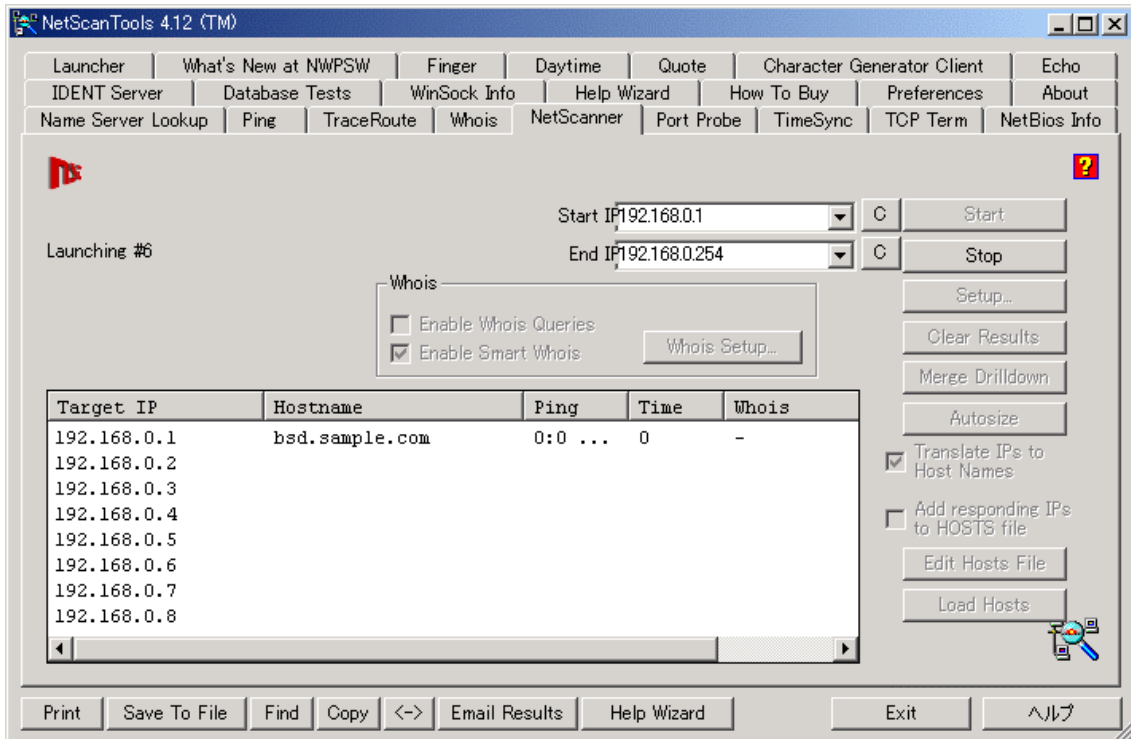 NetScanTools 4.12 (TM)
Launcher What's New at NWPSW Finger Daytime Quote Character Generator Client Echo
IDENT Server Database Tests WinSock Info Help Wizard How To Buy Preferences About
Name Server Lookup Ping TraceRoute Whois NetScanner Port Probe TimeSync TCP Term NetBios Info
?
Start IP 192.168.0.1 C Start
Launching #6
End IP 192.168.0.254 C Stop
Whois
Setup...
Enable Whois Queries
Enable Smart Whois
Whois Setup...
Clear Results
Merge Drilldown
Autosize
Target IP Hostname Ping Time Whois
192.168.0.1 bsd.sample.com 0:0 ... 0 -
192.168.0.2
192.168.0.3
192.168.0.4
192.168.0.5
192.168.0.6
192.168.0.7
192.168.0.8
Translate IPs to
Host Names
Add responding IPs
to HOSTS file
Edit Hosts File
Load Hosts
Print Save To File Find Copy <-> Email Results Help Wizard Exit ヘルプ